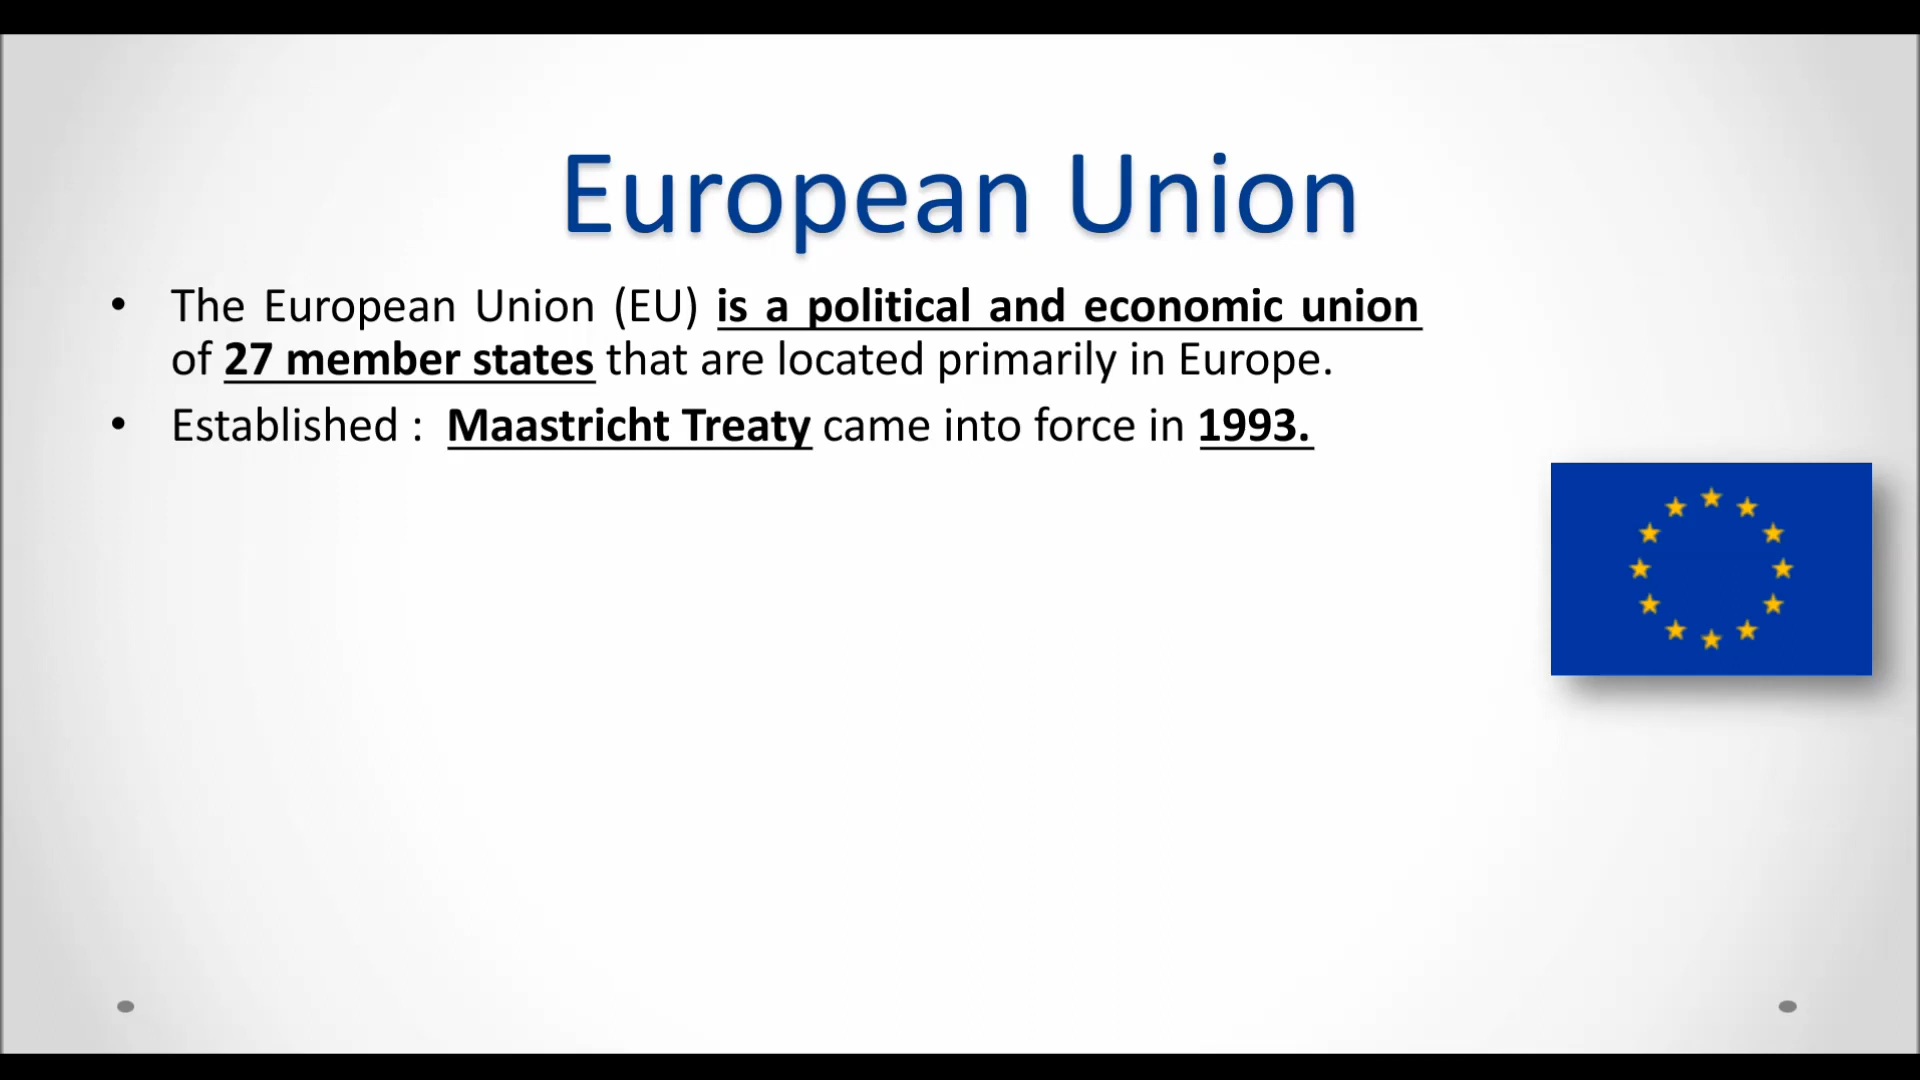 European Union
• The European Union (EU) is a political and economic union
of 27 member states that are located primarily in Europe.
• Established : Maastricht Treaty came into force in 1993.